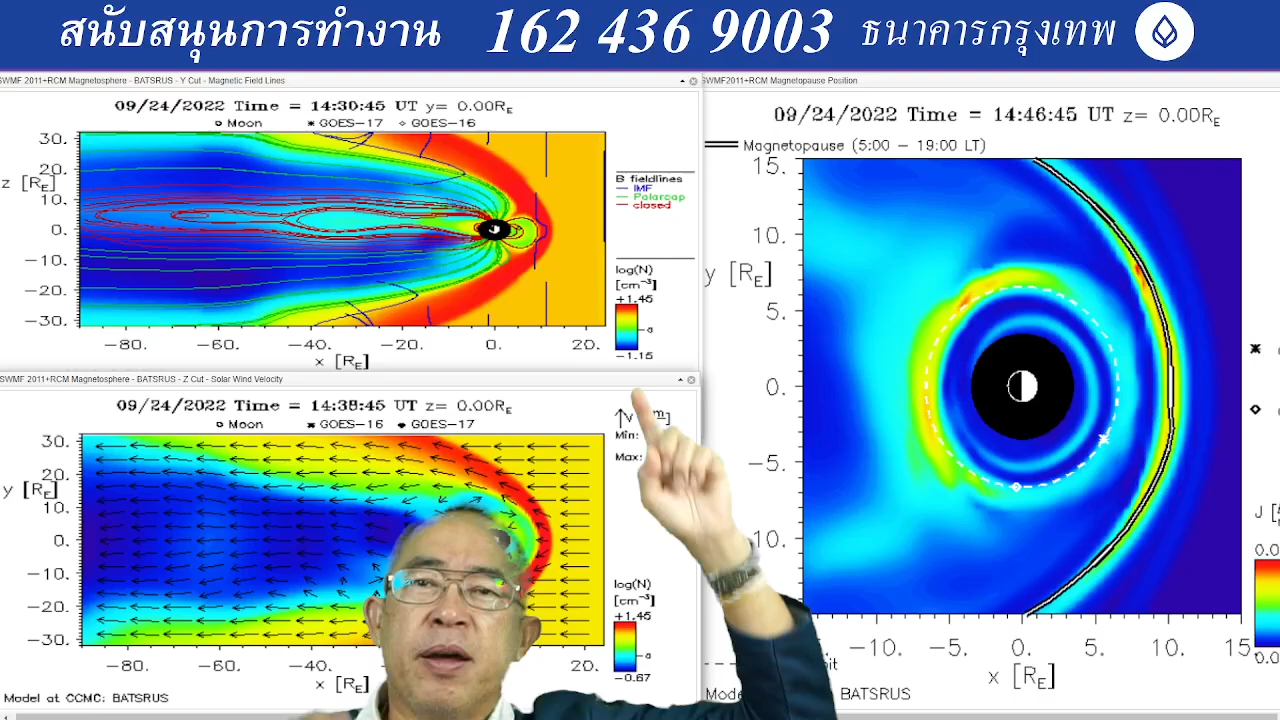 สนับสนุนการทำงาน 162 436 9003 ธนาคารกรุงเทพ
SWMF 2011+RCM Magnetosphere - BATSRUS - Y Cut - Magnetic Field Lines
09/24/2022 Time = 14:30:45 UT y= 0.00RE
Moon GOES-17 GOES-16
30.
20.
z [RE]
10.
0.
-10.
-20.
-30.
-80. -60. -40. -20. 0. 20.
x [RE]
B fieldlines
IMF
Polarcap
closed
log(N)
[cm-3]
+1.45
-1.15
SWMF 2011+RCM Magnetosphere - BATSRUS - Z Cut - Solar Wind Velocity
09/24/2022 Time = 14:38:45 UT z= 0.00RE
Moon GOES-16 GOES-17
30.
20.
y [RE]
10.
0.
-10.
-20.
-30.
-80. -60. -40. 20.
x [RE]
Min:
Max:
log(N)
[cm-3]
+1.45
-0.67
Model at CCMC: BATSRUS
SWMF2011+RCM Magnetopause Position
09/24/2022 Time = 14:46:45 UT z= 0.00RE
Magnetopause (5:00 - 19:00 LT)
15.
10.
y [RE]
5.
0.
-5.
10.
-10. -5. 0. 5. 10. 15
x [RE]
BATSRUS